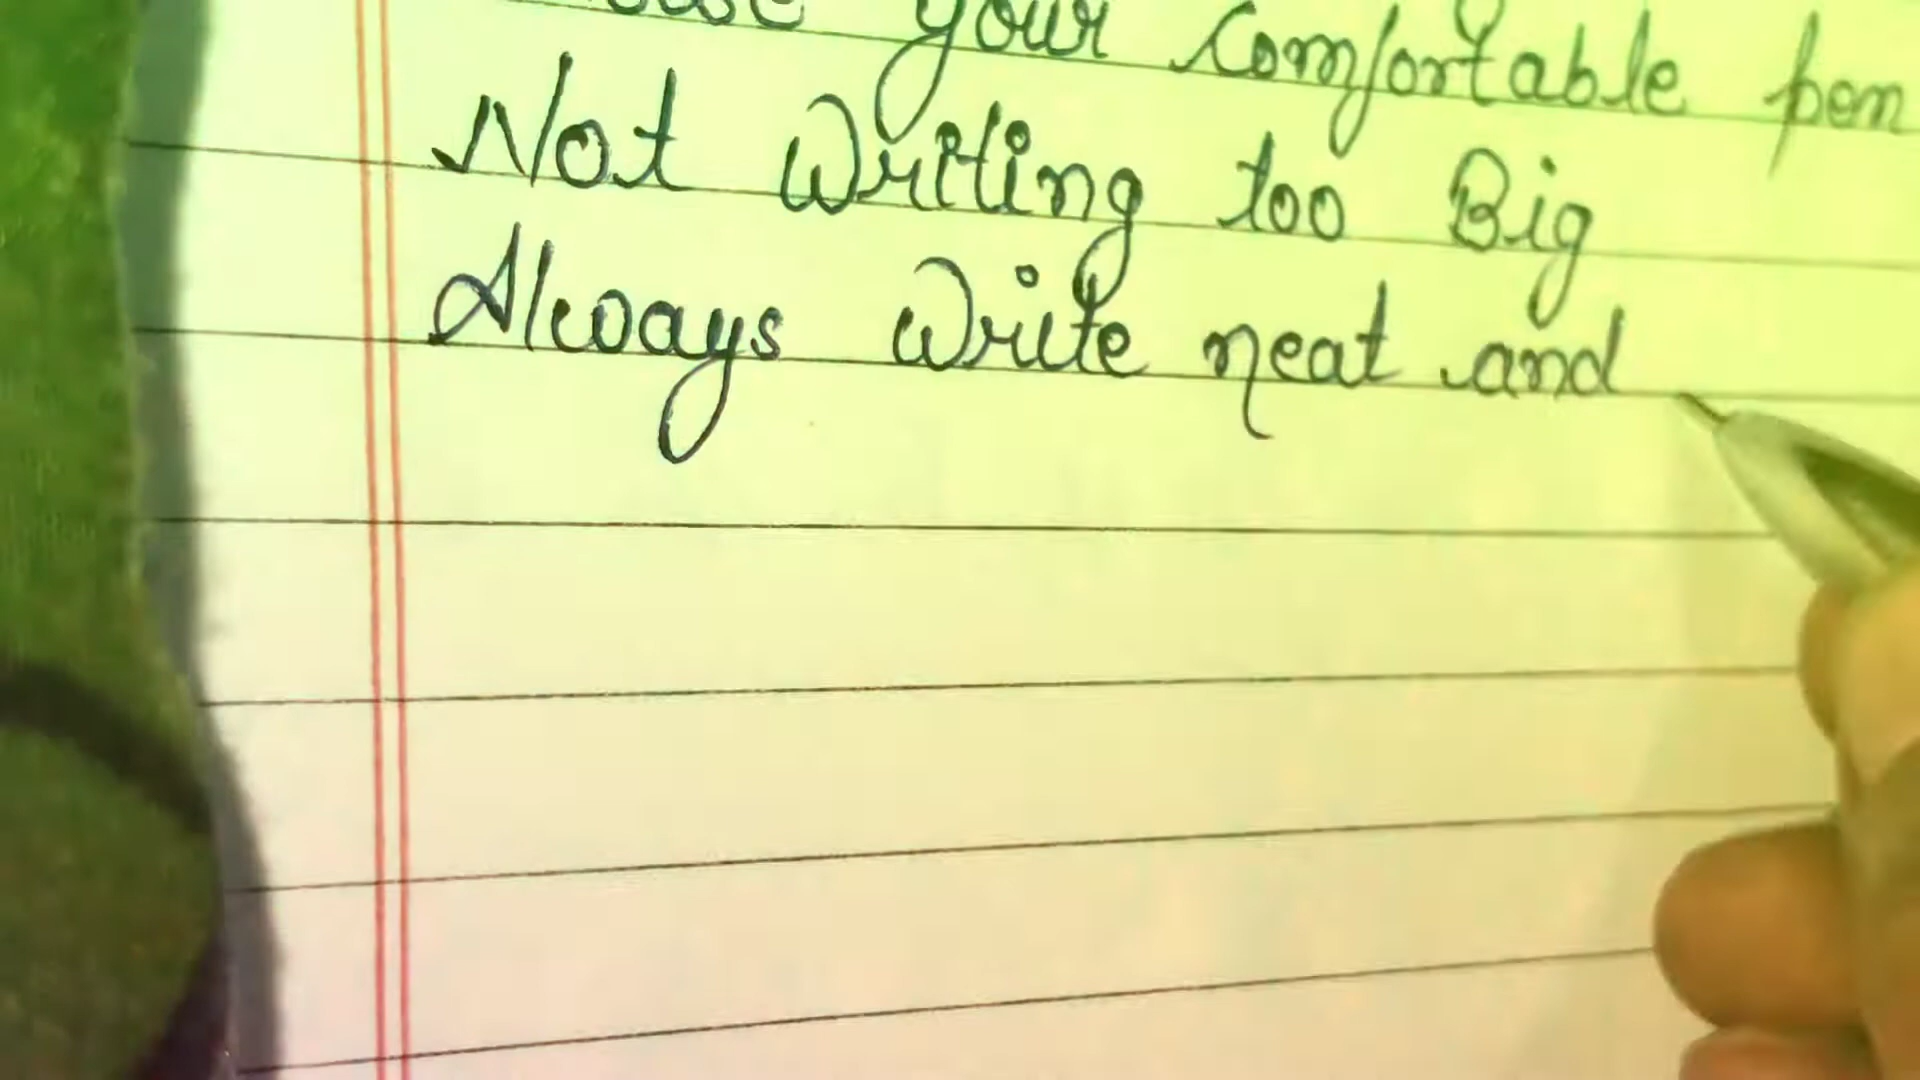 your Comfortable pen
Not Writing too Big
Always Write neat and